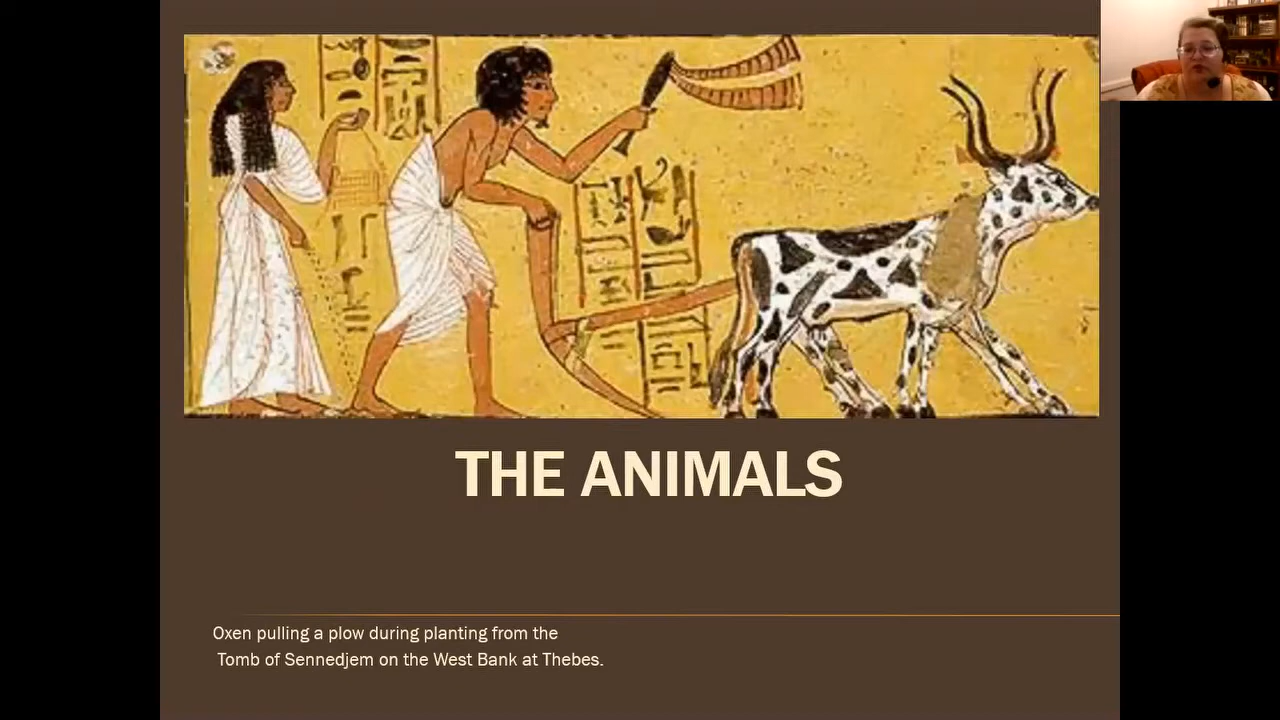 THE ANIMALS
Oxen pulling a plow during planting from the
Tomb of Sennedjem on the West Bank at Thebes.